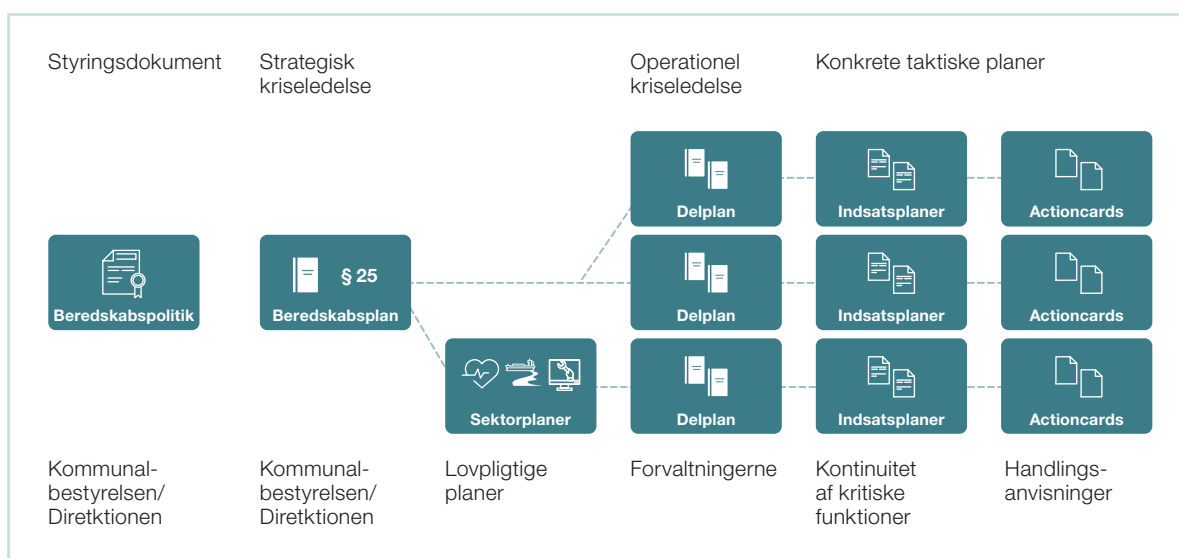 Styringsdokument
Strategisk
kriseledelse
Operationel
kriseledelse
Konkrete taktiske planer
Delplan
Indsatsplaner
Actioncards
Beredskabspolitik
§ 25
Beredskabsplan
Delplan
Indsatsplaner
Actioncards
Sektorplaner
Delplan
Indsatsplaner
Actioncards
Kommunal-
bestyrelsen/
Diretktionen
Kommunal-
bestyrelsen/
Diretktionen
Lovpligtige
planer
Forvaltningerne
Kontinuitet
af kritiske
funktioner
Handlings-
anvisninger